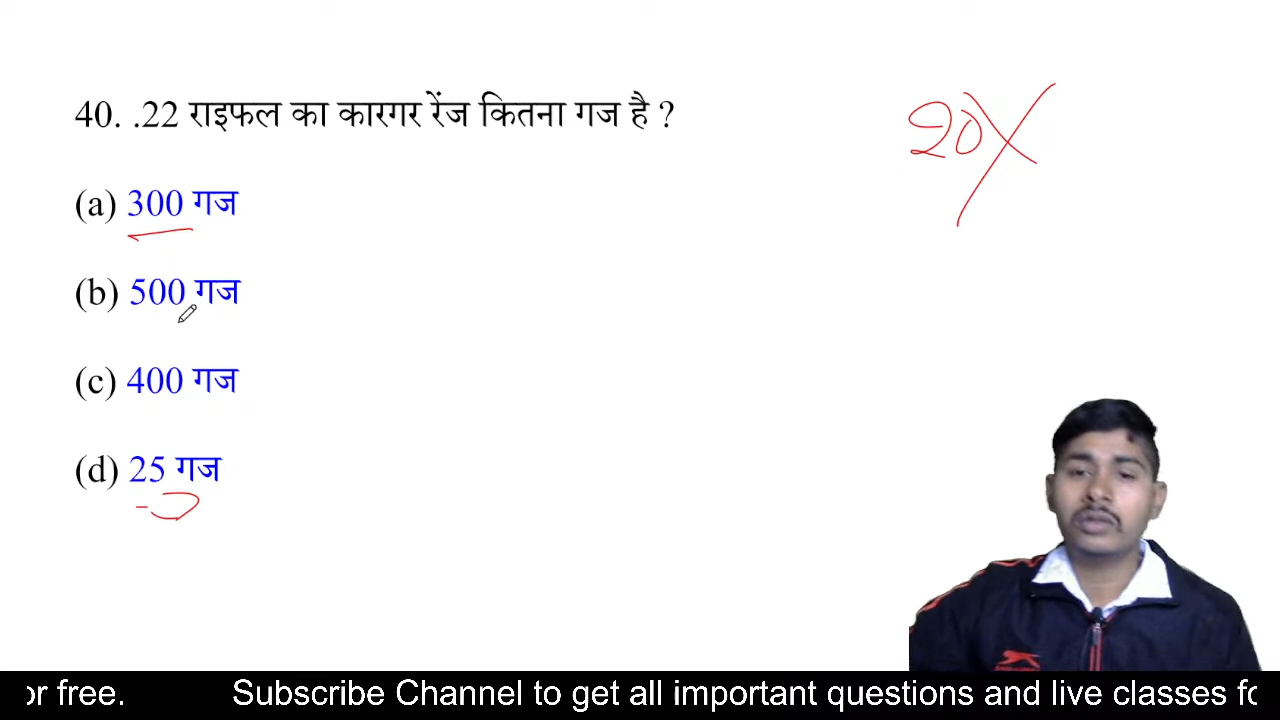 40. .22 राइफल का कारगर रेंज कितना गज है ?
20X
(a) 300 गज
(b) 500 गज
(c) 400 गज
(d) 25 गज
or free. Subscribe Channel to get all important questions and live classes fo